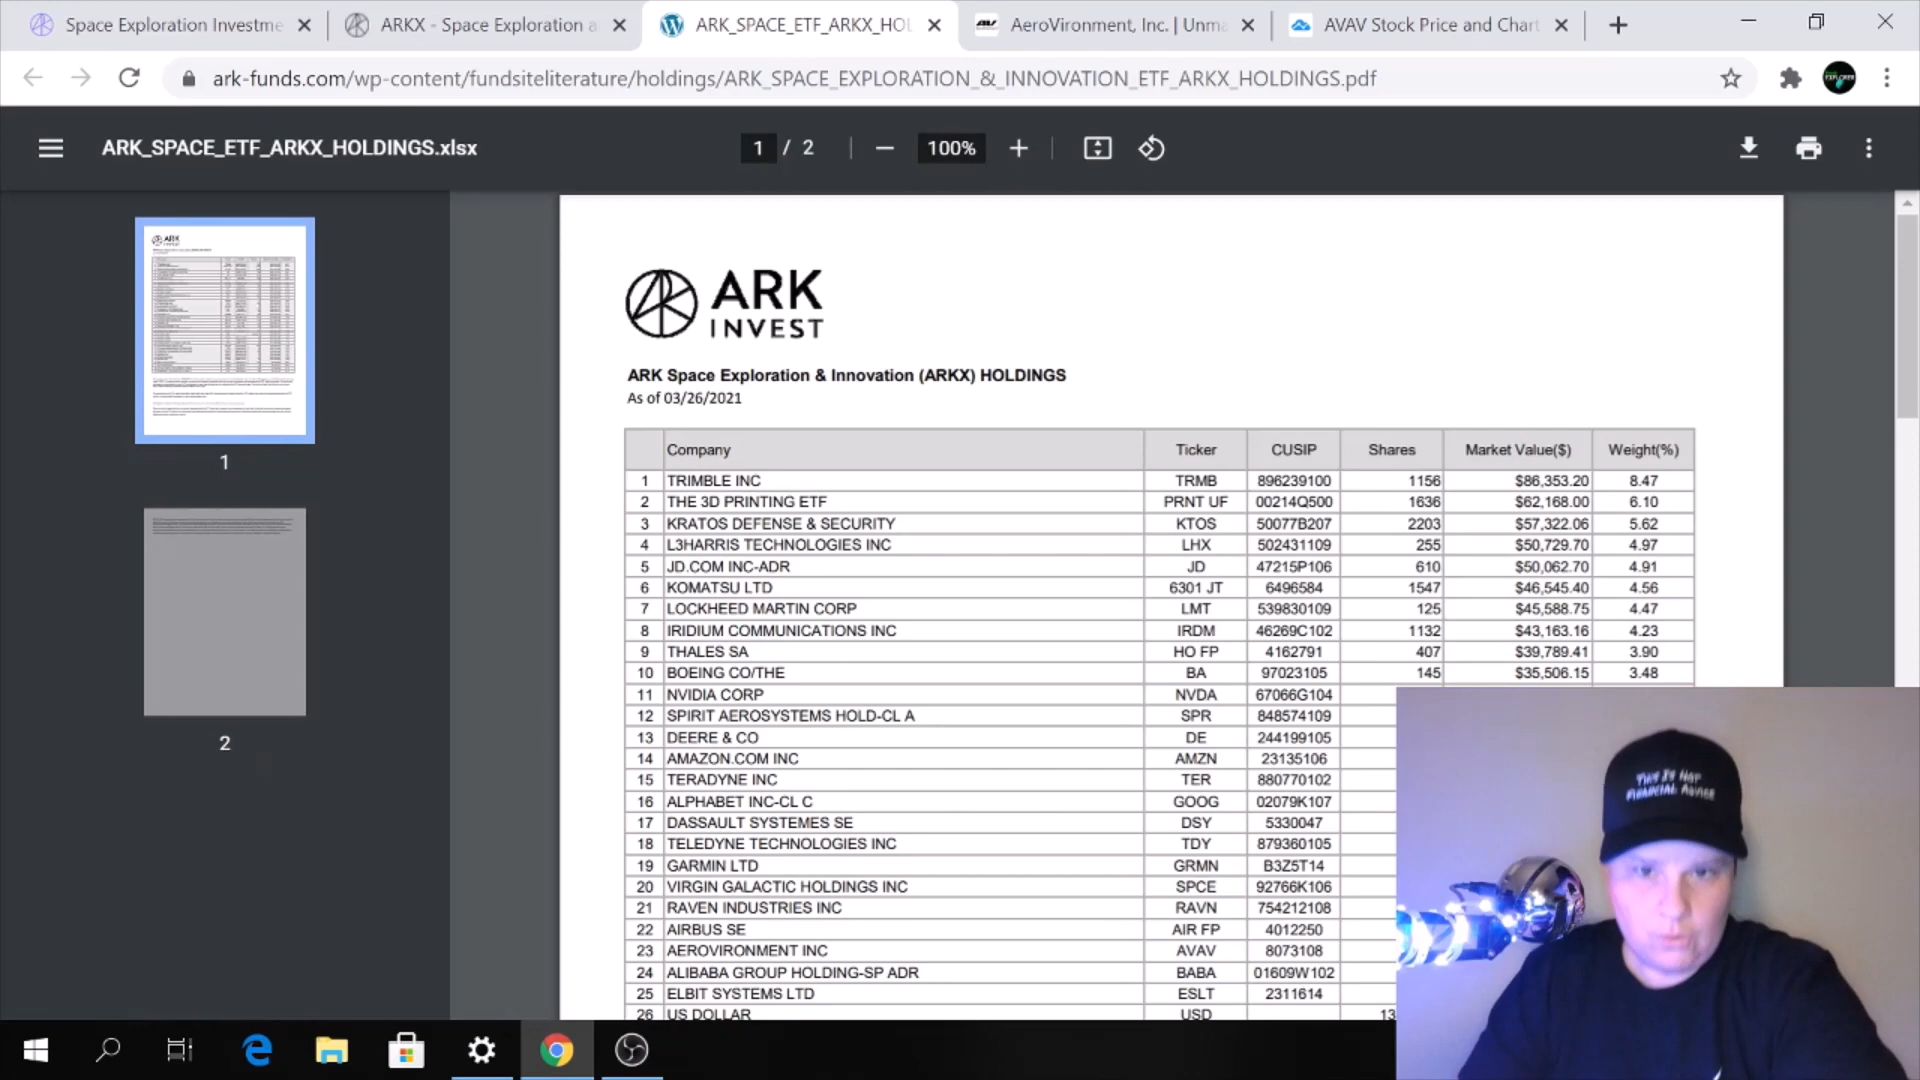 Space Exploration Investme
ARKX - Space Exploration a
ARK_SPACE_ETF_ARKX_HOL
AeroVironment, Inc. | Unma
AVAV Stock Price and Chart
ark-funds.com/wp-content/fundsiteliterature/holdings/ARK_SPACE_EXPLORATION_&_INNOVATION_ETF_ARKX_HOLDINGS.pdf
ARK_SPACE_ETF_ARKX_HOLDINGS.xlsx
1 / 2
100%
1
2
ARK
INVEST
ARK Space Exploration & Innovation (ARKX) HOLDINGS
As of 03/26/2021
Company Ticker CUSIP Shares Market Value($) Weight(%)
1 TRIMBLE INC TRMB 896239100 1156 $86,353.20 8.47
2 THE 3D PRINTING ETF PRNT UF 00214Q500 1636 $62,168.00 6.10
3 KRATOS DEFENSE & SECURITY KTOS 50077B207 2203 $57,322.06 5.62
4 L3HARRIS TECHNOLOGIES INC LHX 502431109 255 $50,729.70 4.97
5 JD.COM INC-ADR JD 47215P106 610 $50,062.70 4.91
6 KOMATSU LTD 6301 JT 6496584 1547 $46,545.40 4.56
7 LOCKHEED MARTIN CORP LMT 539830109 125 $45,588.75 4.47
8 IRIDIUM COMMUNICATIONS INC IRDM 46269C102 1132 $43,163.16 4.23
9 THALES SA HO FP 4162791 407 $39,789.41 3.90
10 BOEING CO/THE BA 97023105 145 $35,506.15 3.48
11 NVIDIA CORP NVDA 67066G104
12 SPIRIT AEROSYSTEMS HOLD-CL A SPR 848574109
13 DEERE & CO DE 244199105
14 AMAZON.COM INC AMZN 23135106
15 TERADYNE INC TER 880770102
16 ALPHABET INC-CL C GOOG 02079K107
17 DASSAULT SYSTEMES SE DSY 5330047
18 TELEDYNE TECHNOLOGIES INC TDY 879360105
19 GARMIN LTD GRMN B3Z5T14
20 VIRGIN GALACTIC HOLDINGS INC SPCE 92766K106
21 RAVEN INDUSTRIES INC RAVN 754212108
22 AIRBUS SE AIR FP 4012250
23 AEROVIRONMENT INC AVAV 8073108
24 ALIBABA GROUP HOLDING-SP ADR BABA 01609W102
25 ELBIT SYSTEMS LTD ESLT 2311614
26 US DOLLAR USD 13
THIS IS NOT
FINANCIAL ADVICE